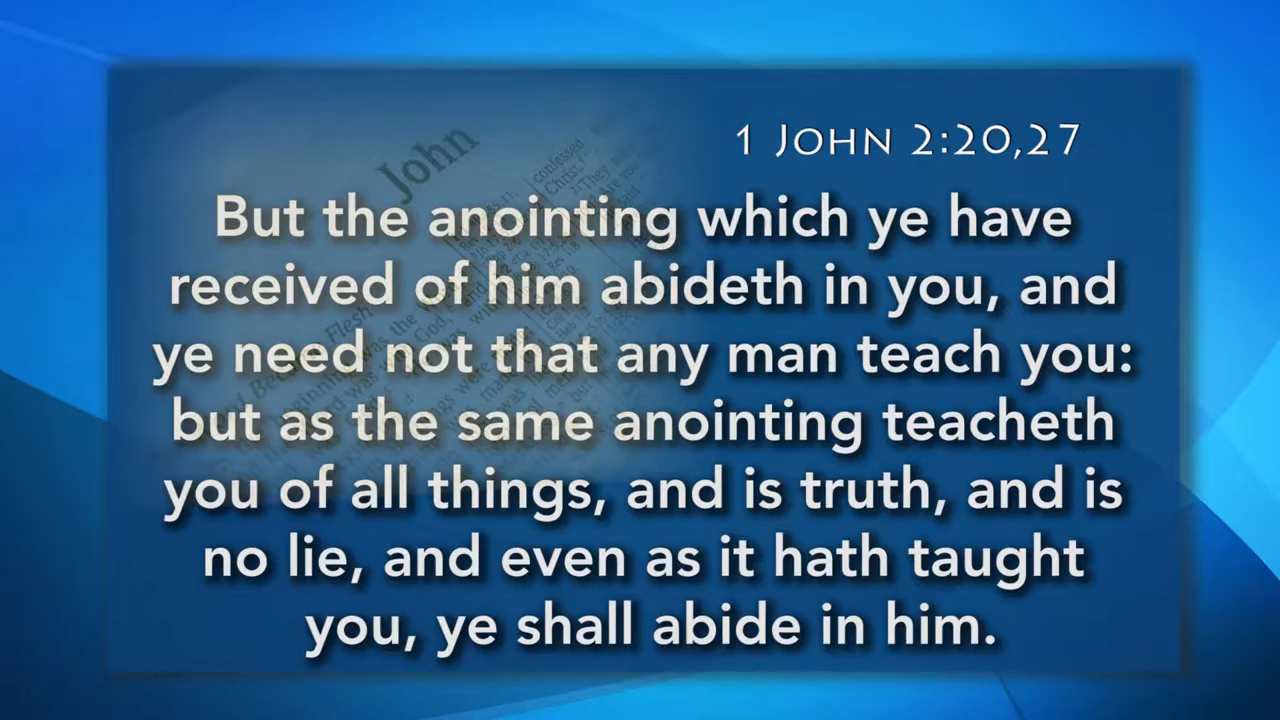 1 John 2:20,27
But the anointing which ye have
received of him abideth in you, and
ye need not that any man teach you:
but as the same anointing teacheth
you of all things, and is truth, and is
no lie, and even as it hath taught
you, ye shall abide in him.
John